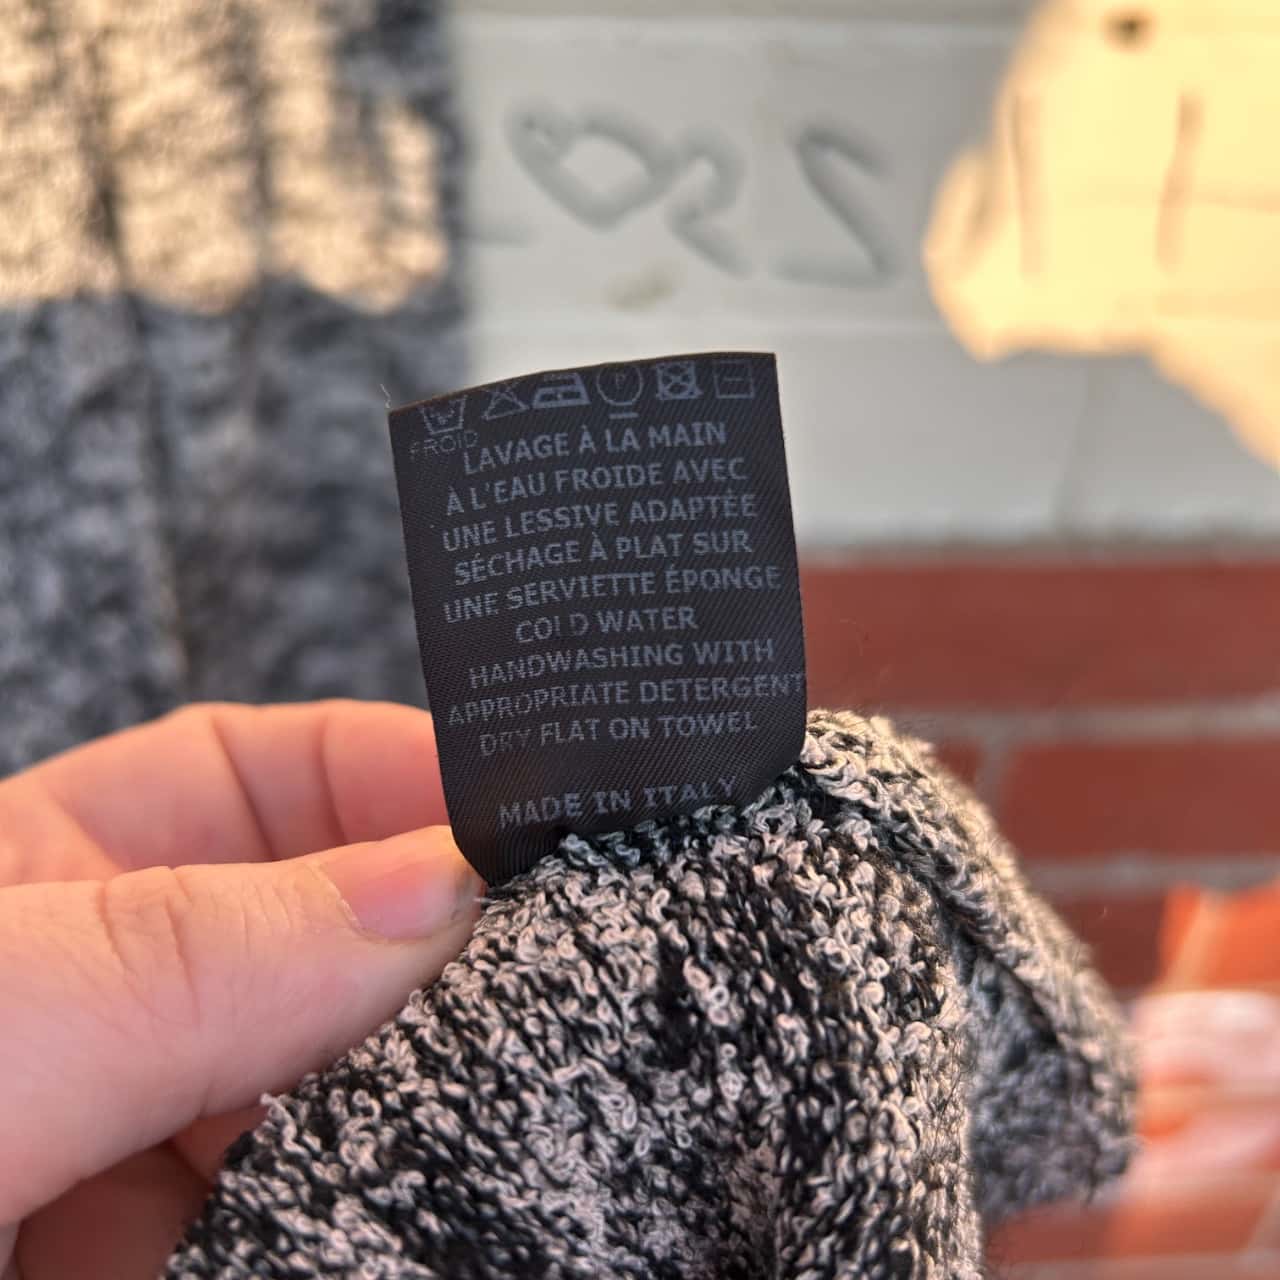 FROID
LAVAGE À LA MAIN
À L'EAU FROIDE AVEC
UNE LESSIVE ADAPTÉE
SÉCHAGE À PLAT SUR
UNE SERVIETTE ÉPONGE
COLD WATER
HANDWASHING WITH
APPROPRIATE DETERGENT
DRY FLAT ON TOWEL
MADE IN ITALY